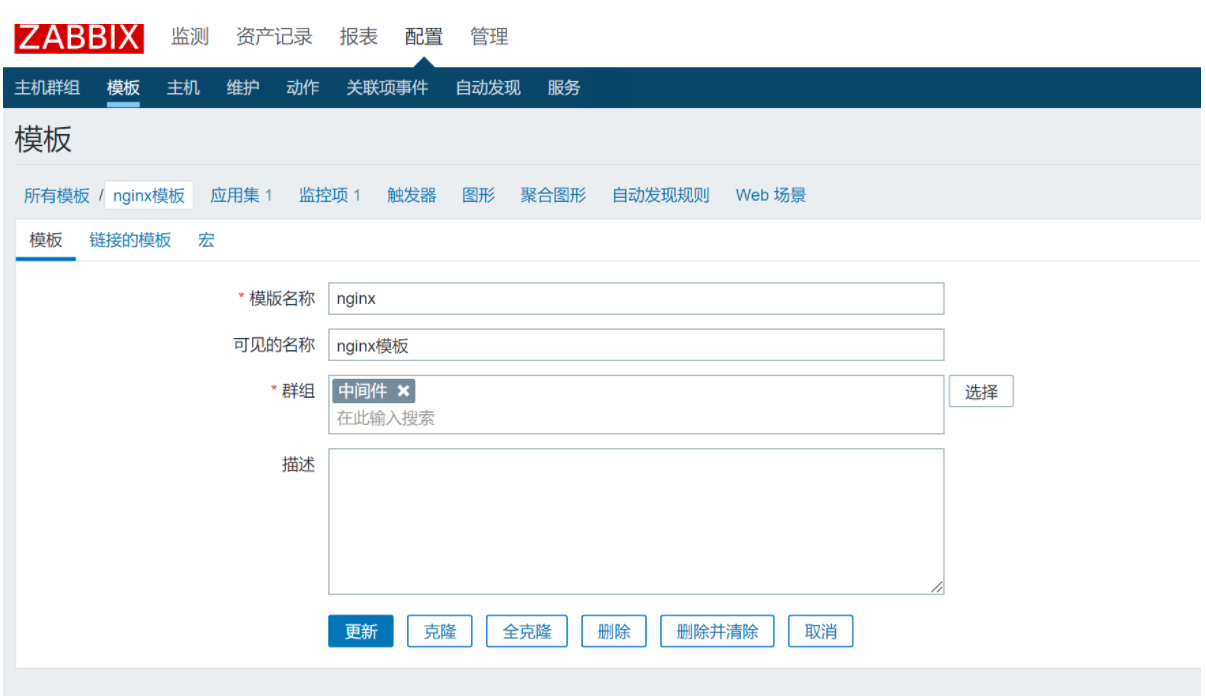 ZABBIX 监测 资产记录 报表 配置 管理
主机群组 模板 主机 维护 动作 关联项事件 自动发现 服务
模板
所有模板 / nginx模板 应用集 1 监控项 1 触发器 图形 聚合图形 自动发现规则 Web 场景
模板 链接的模板 宏
* 模版名称 nginx
可见的名称 nginx模板
* 群组 中间件 ✖ 选择
在此输入搜索
描述
更新 克隆 全克隆 删除 删除并清除 取消